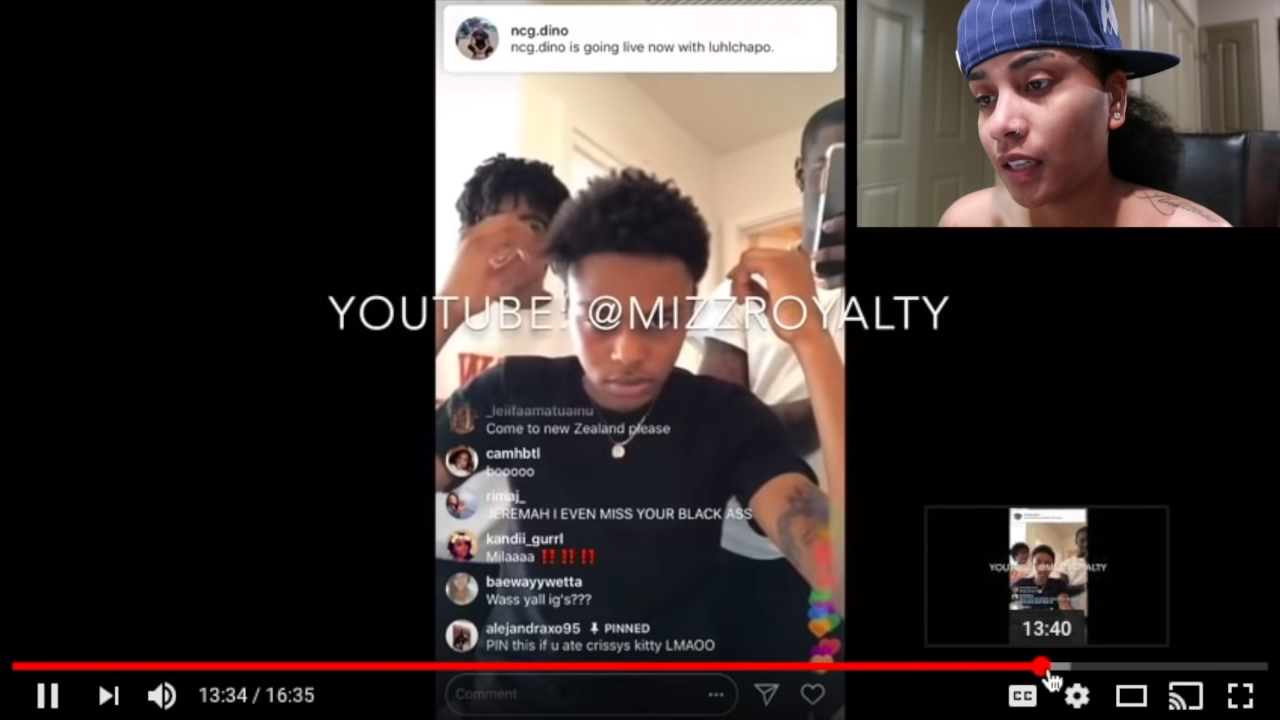 ncg.dino
ncg.dino is going live now with luhlchapo.
YOUTUBE: @MIZZROYALTY
_leiifaamatuainu
Come to new Zealand please
camhbtl
booooo
rimaj_
JEREMAH I EVEN MISS YOUR BLACK ASS
kandii_gurrl
Milaaaa ‼️‼️‼️
baewayywetta
Wass yall ig's???
alejandraxo95 PINNED
PIN this if u ate crissys kitty LMAOO
Comment
13:40
13:34 / 16:35
CC